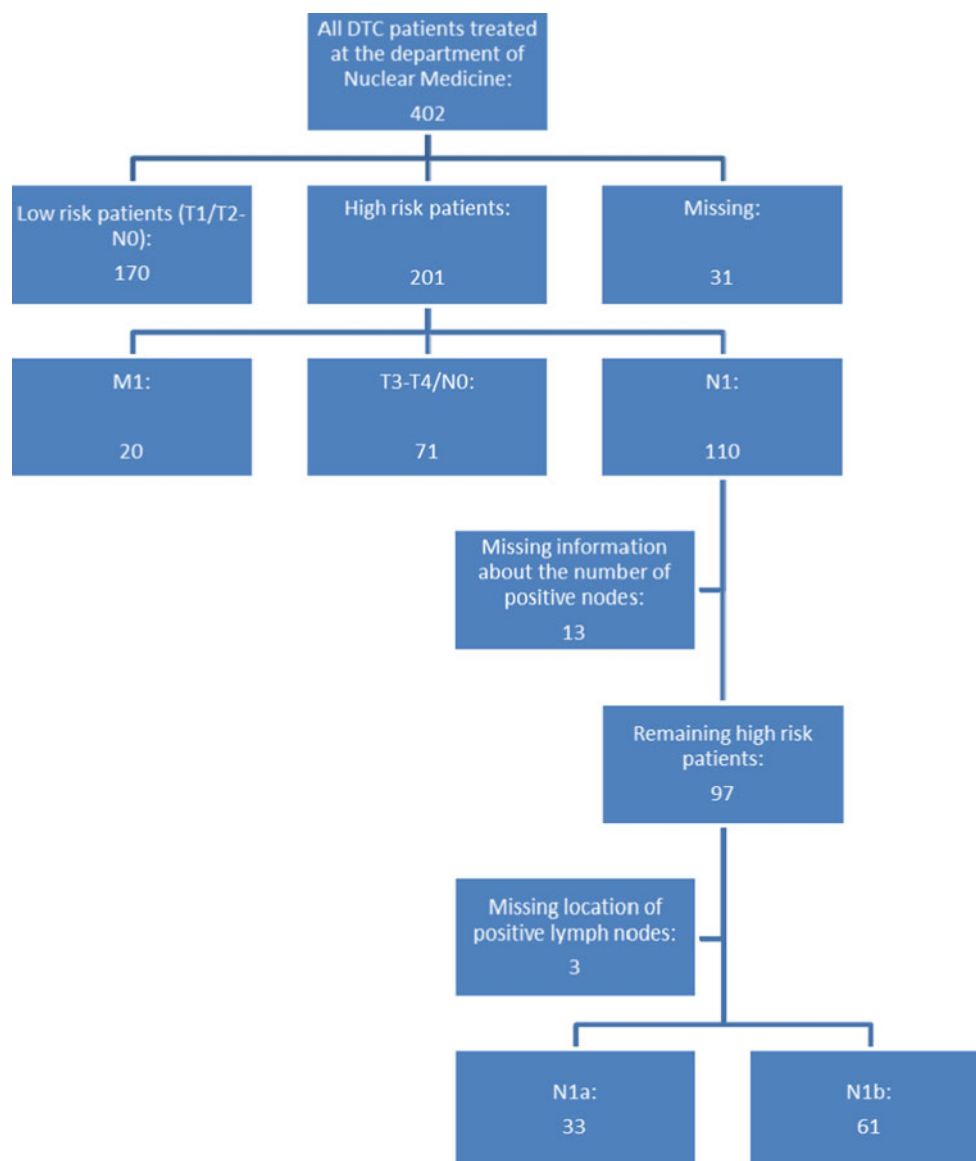 All DTC patients treated
at the department of
Nuclear Medicine:
402
Low risk patients (T1/T2-
N0):
170
High risk patients:
201
Missing:
31
M1:
20
T3-T4/N0:
71
N1:
110
Missing information
about the number of
positive nodes:
13
Remaining high risk
patients:
97
Missing location of
positive lymph nodes:
3
N1a:
33
N1b:
61